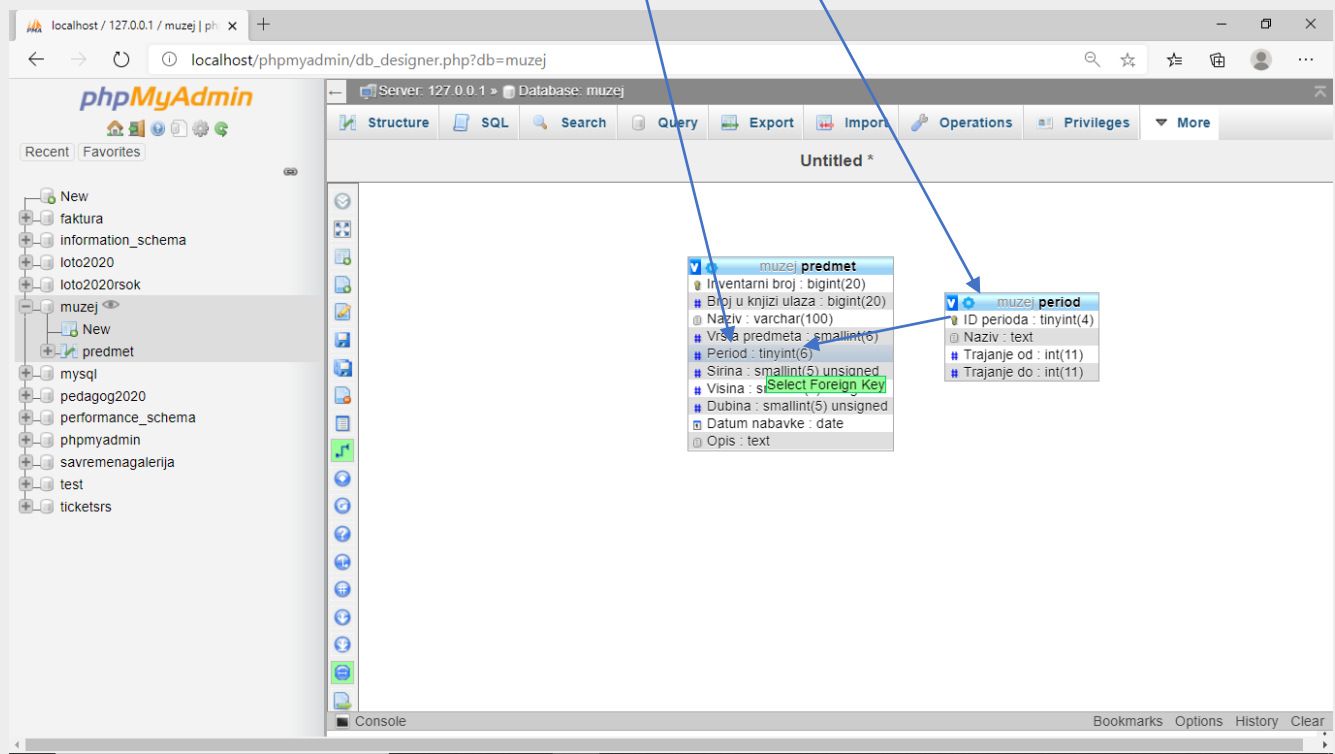 localhost / 127.0.0.1 / muzej | ph
localhost/phpmyadmin/db_designer.php?db=muzej
phpMyAdmin
Recent Favorites
New
faktura
information_schema
loto2020
loto2020rsok
muzej
New
predmet
mysql
pedagog2020
performance_schema
phpmyadmin
savremenagalerija
test
ticketsrs
Server: 127.0.0.1 » Database: muzej
Structure SQL Search Query Export Import Operations Privileges More
Untitled *
muzej predmet
Inventarni broj : bigint(20)
Broj u knjizi ulaza : bigint(20)
Naziv : varchar(100)
Vrsta predmeta : smallint(6)
Period : tinyint(6)
Sirina : smallint(5) unsigned
Select Foreign Key
Visina
Dubina : smallint(5) unsigned
Datum nabavke : date
Opis : text
muzej period
ID perioda : tinyint(4)
Naziv : text
Trajanje od : int(11)
Trajanje do : int(11)
Console
Bookmarks Options History Clear